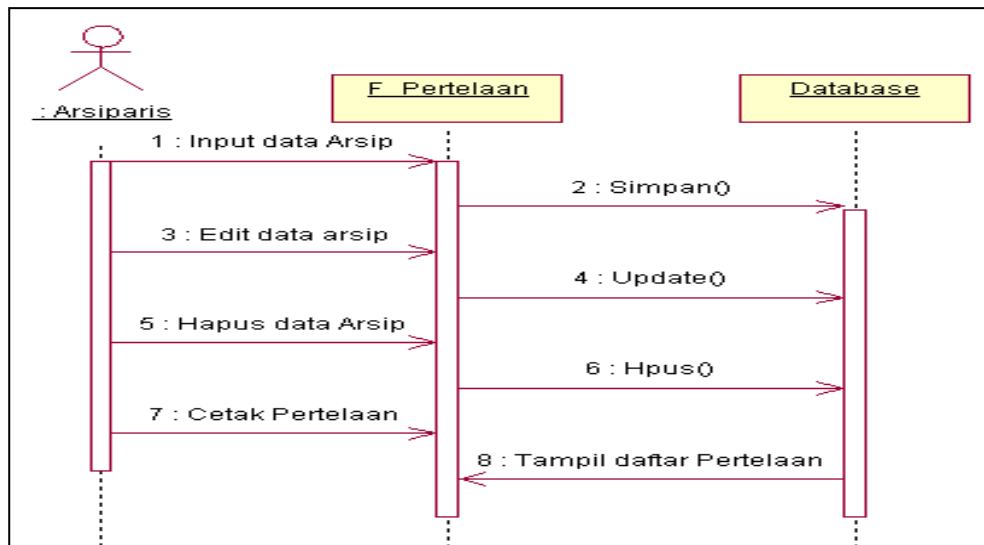 : Arsiparis
F_Pertelaan
Database
1 : Input data Arsip
2 : Simpan()
3 : Edit data arsip
4 : Update()
5 : Hapus data Arsip
6 : Hpus()
7 : Cetak Pertelaan
8 : Tampil daftar Pertelaan